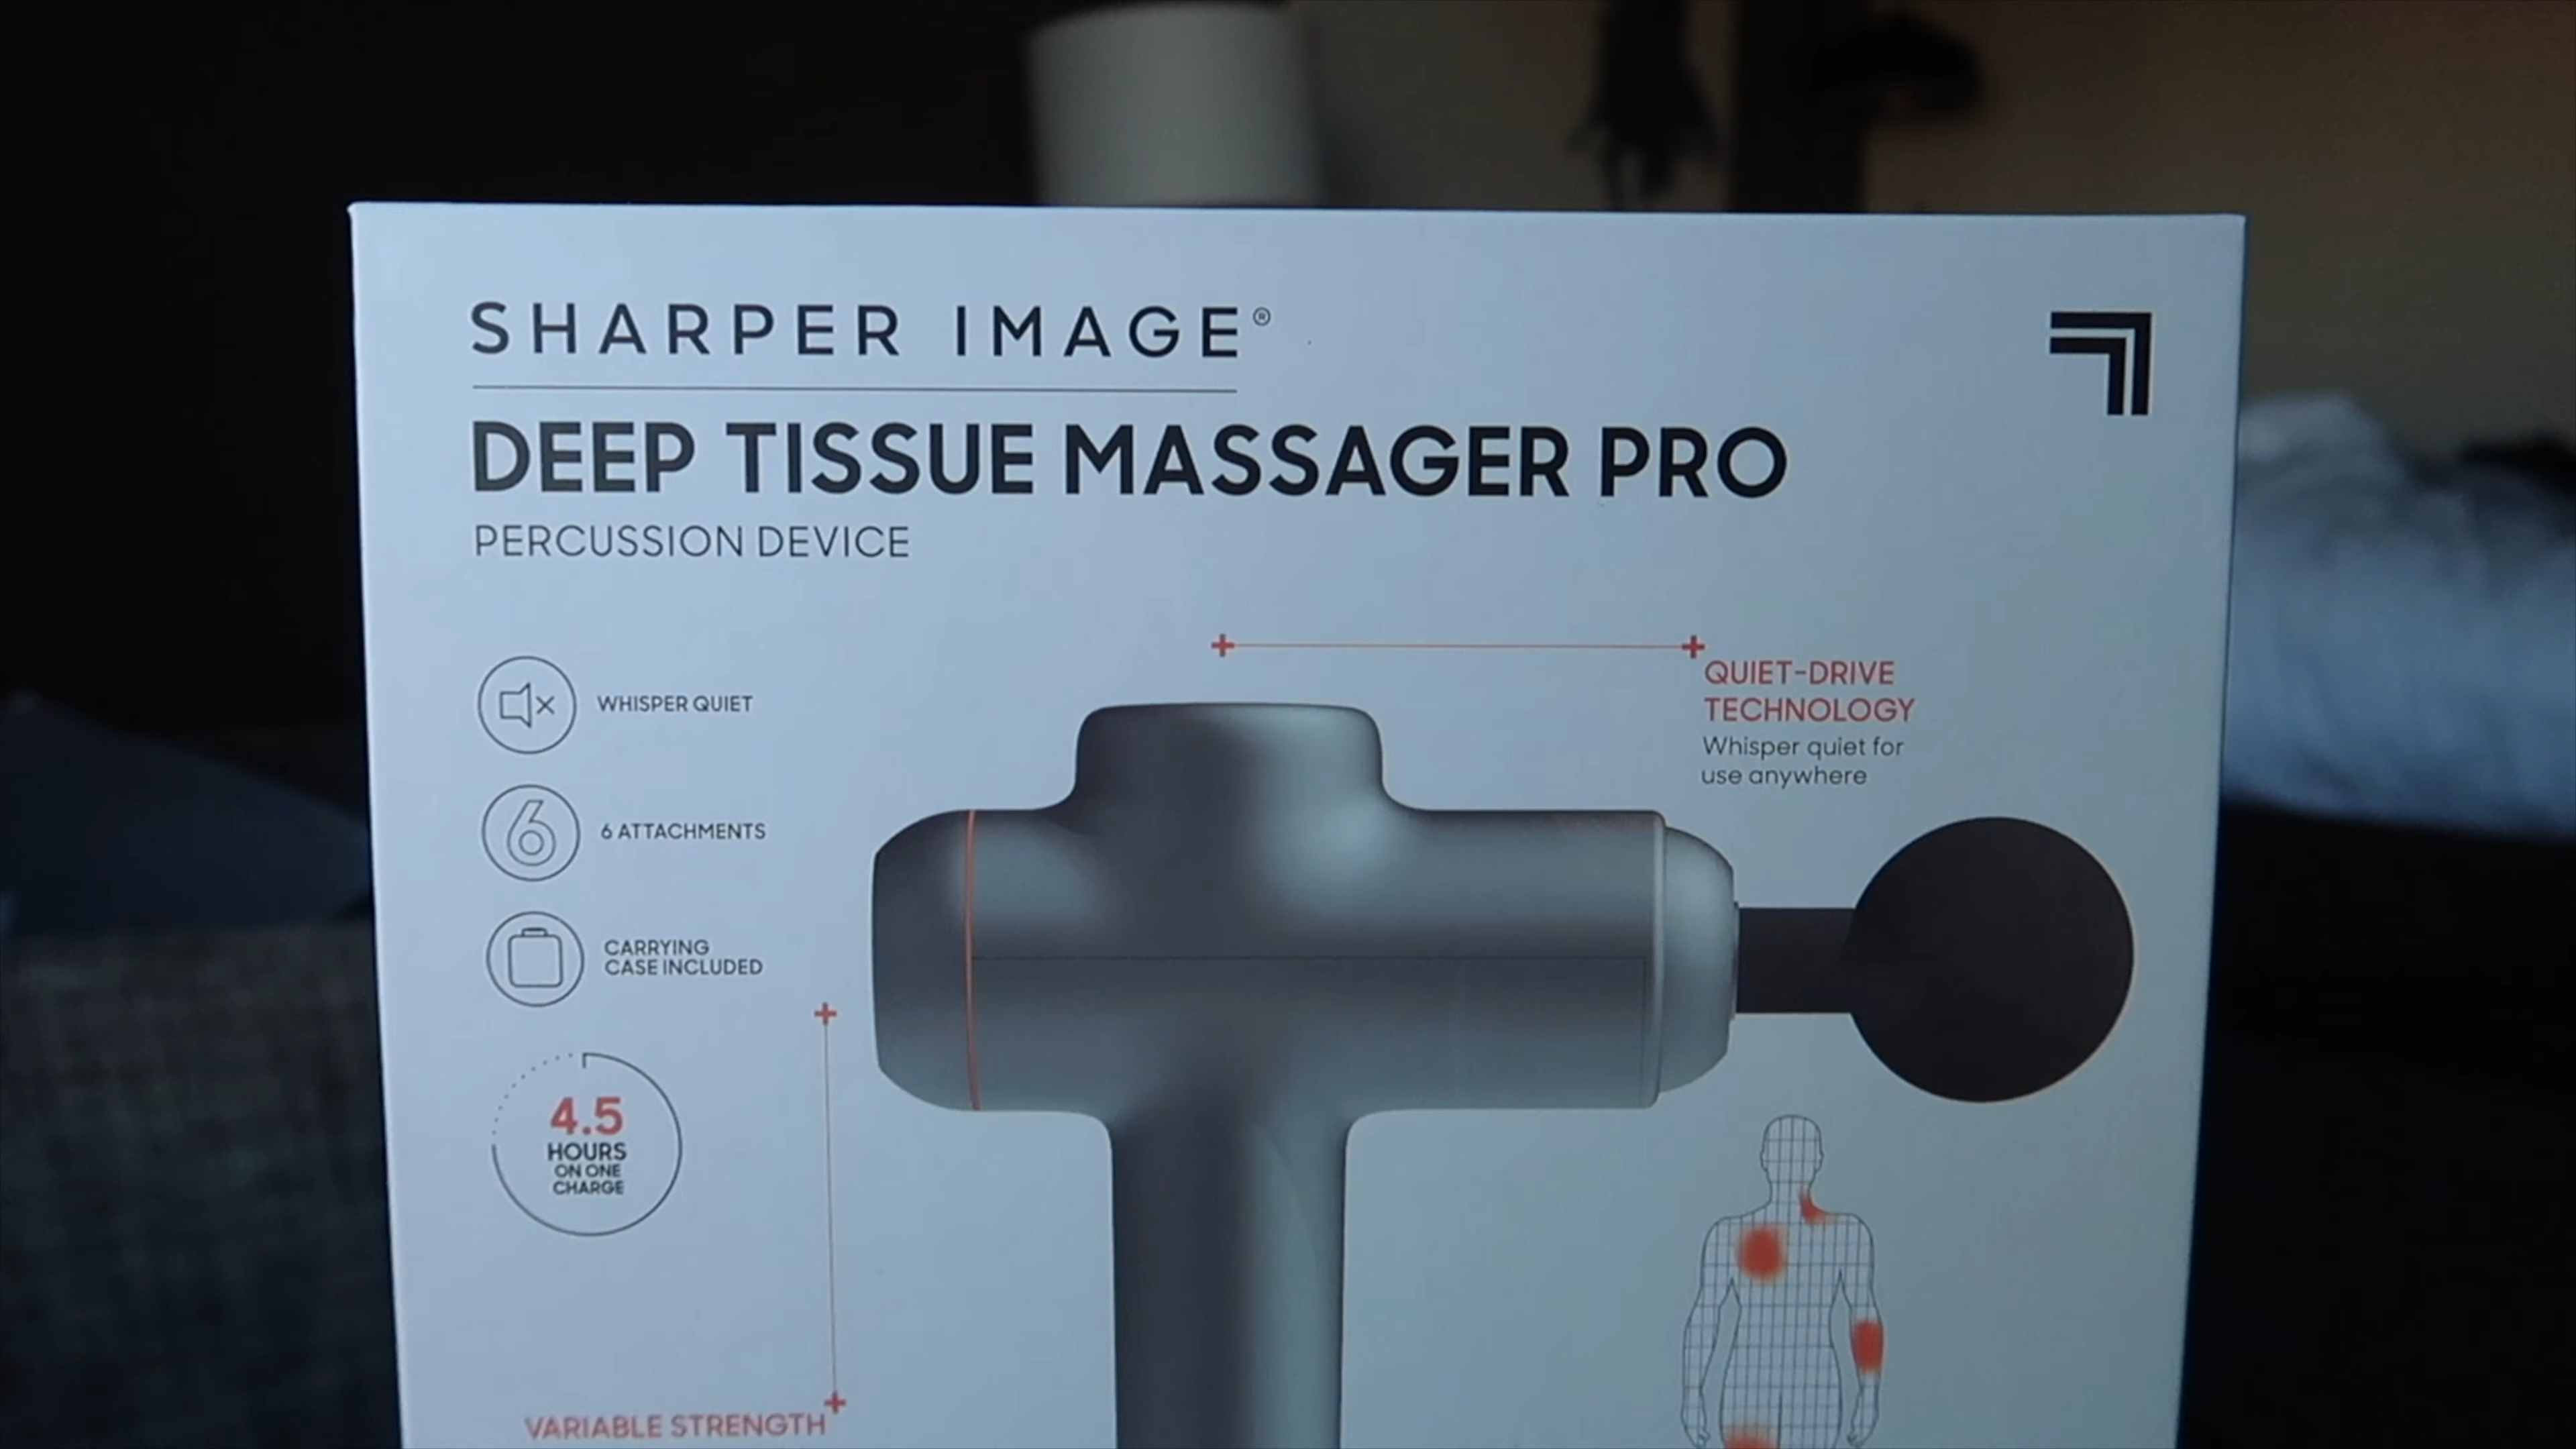 SHARPER IMAGE®
DEEP TISSUE MASSAGER PRO
PERCUSSION DEVICE
WHISPER QUIET
6
6 ATTACHMENTS
CARRYING
CASE INCLUDED
4.5
HOURS
ON ONE
CHARGE
QUIET-DRIVE
TECHNOLOGY
Whisper quiet for
use anywhere
VARIABLE STRENGTH